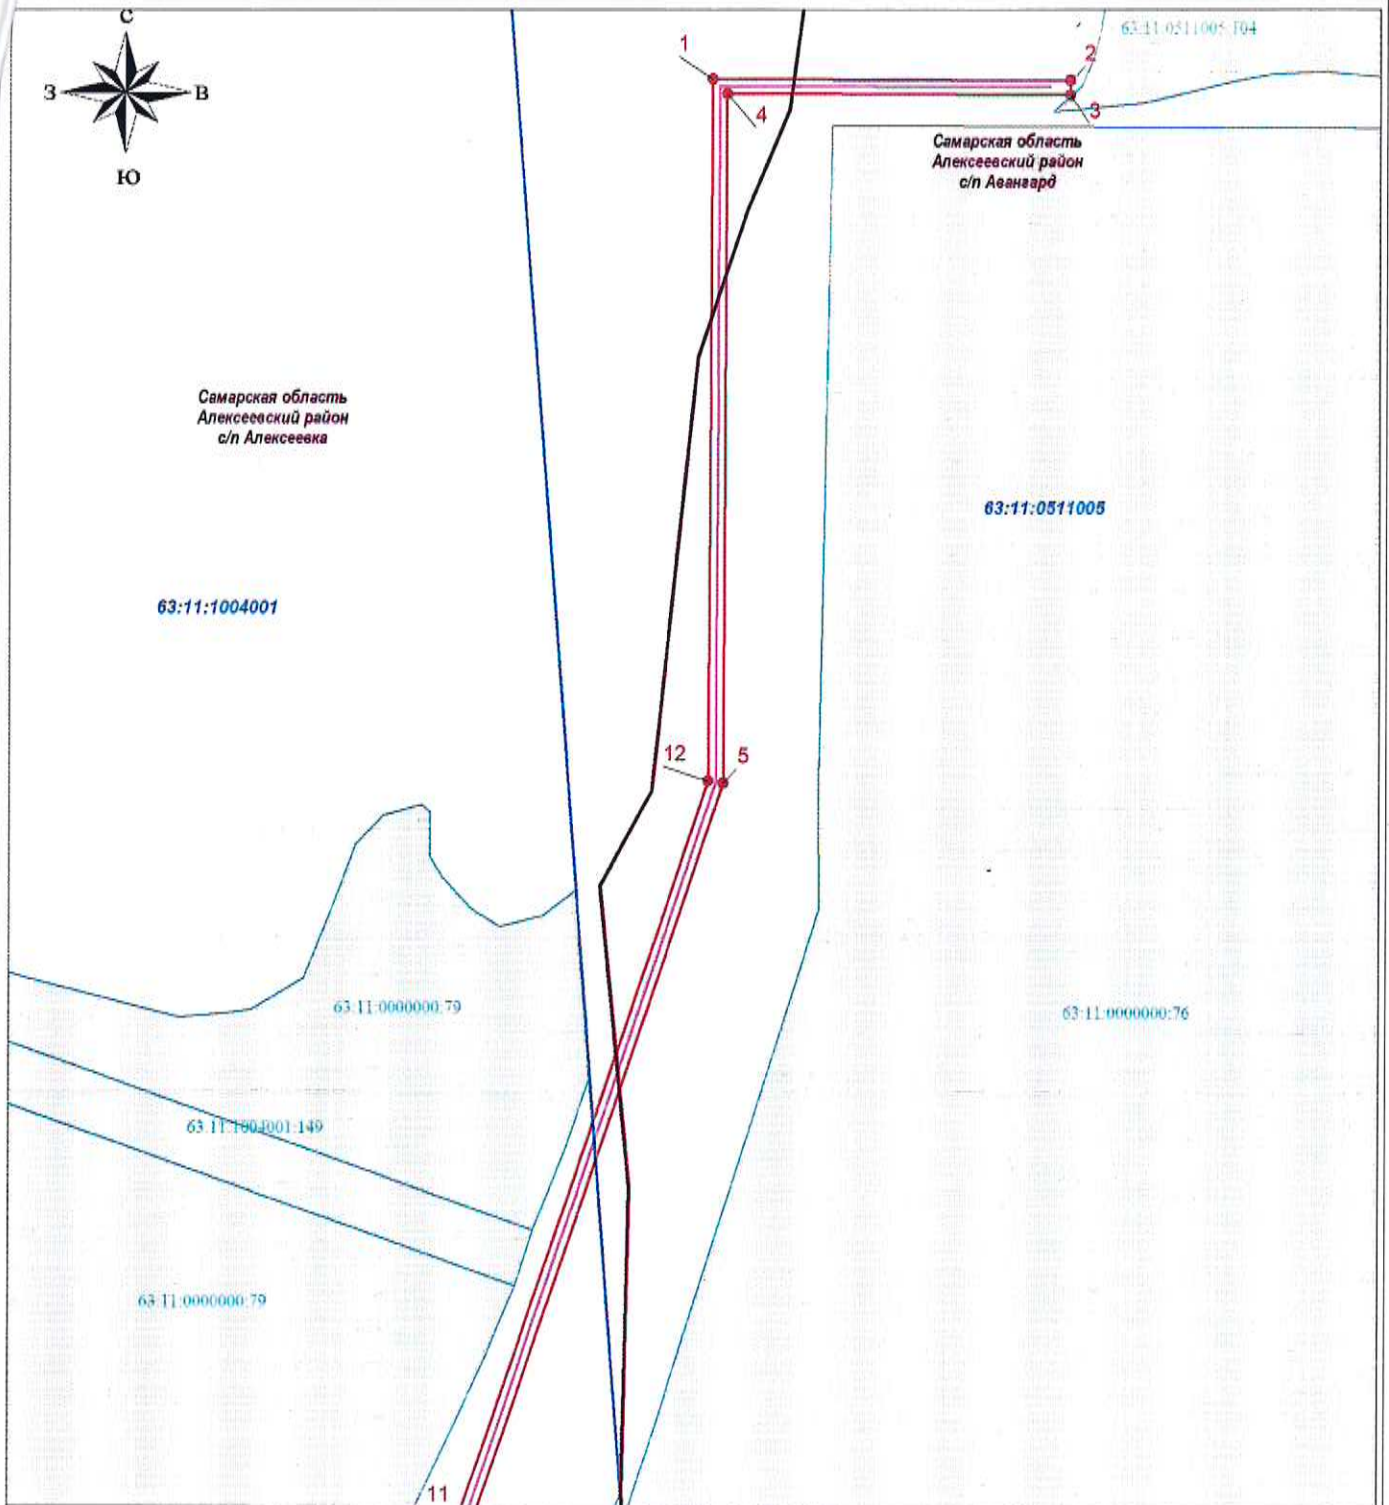 С
63:11:0511005:104
1
2
З
В
4
3
Самарская область
Алексеевский район
с/п Авангард
Ю
Самарская область
Алексеевский район
с/п Алексеевка
63:11:0511005
63:11:1004001
12
5
63:11:0000000:79
63:11:0000000:76
63:11:1004001:149
63:11:0000000:79
11